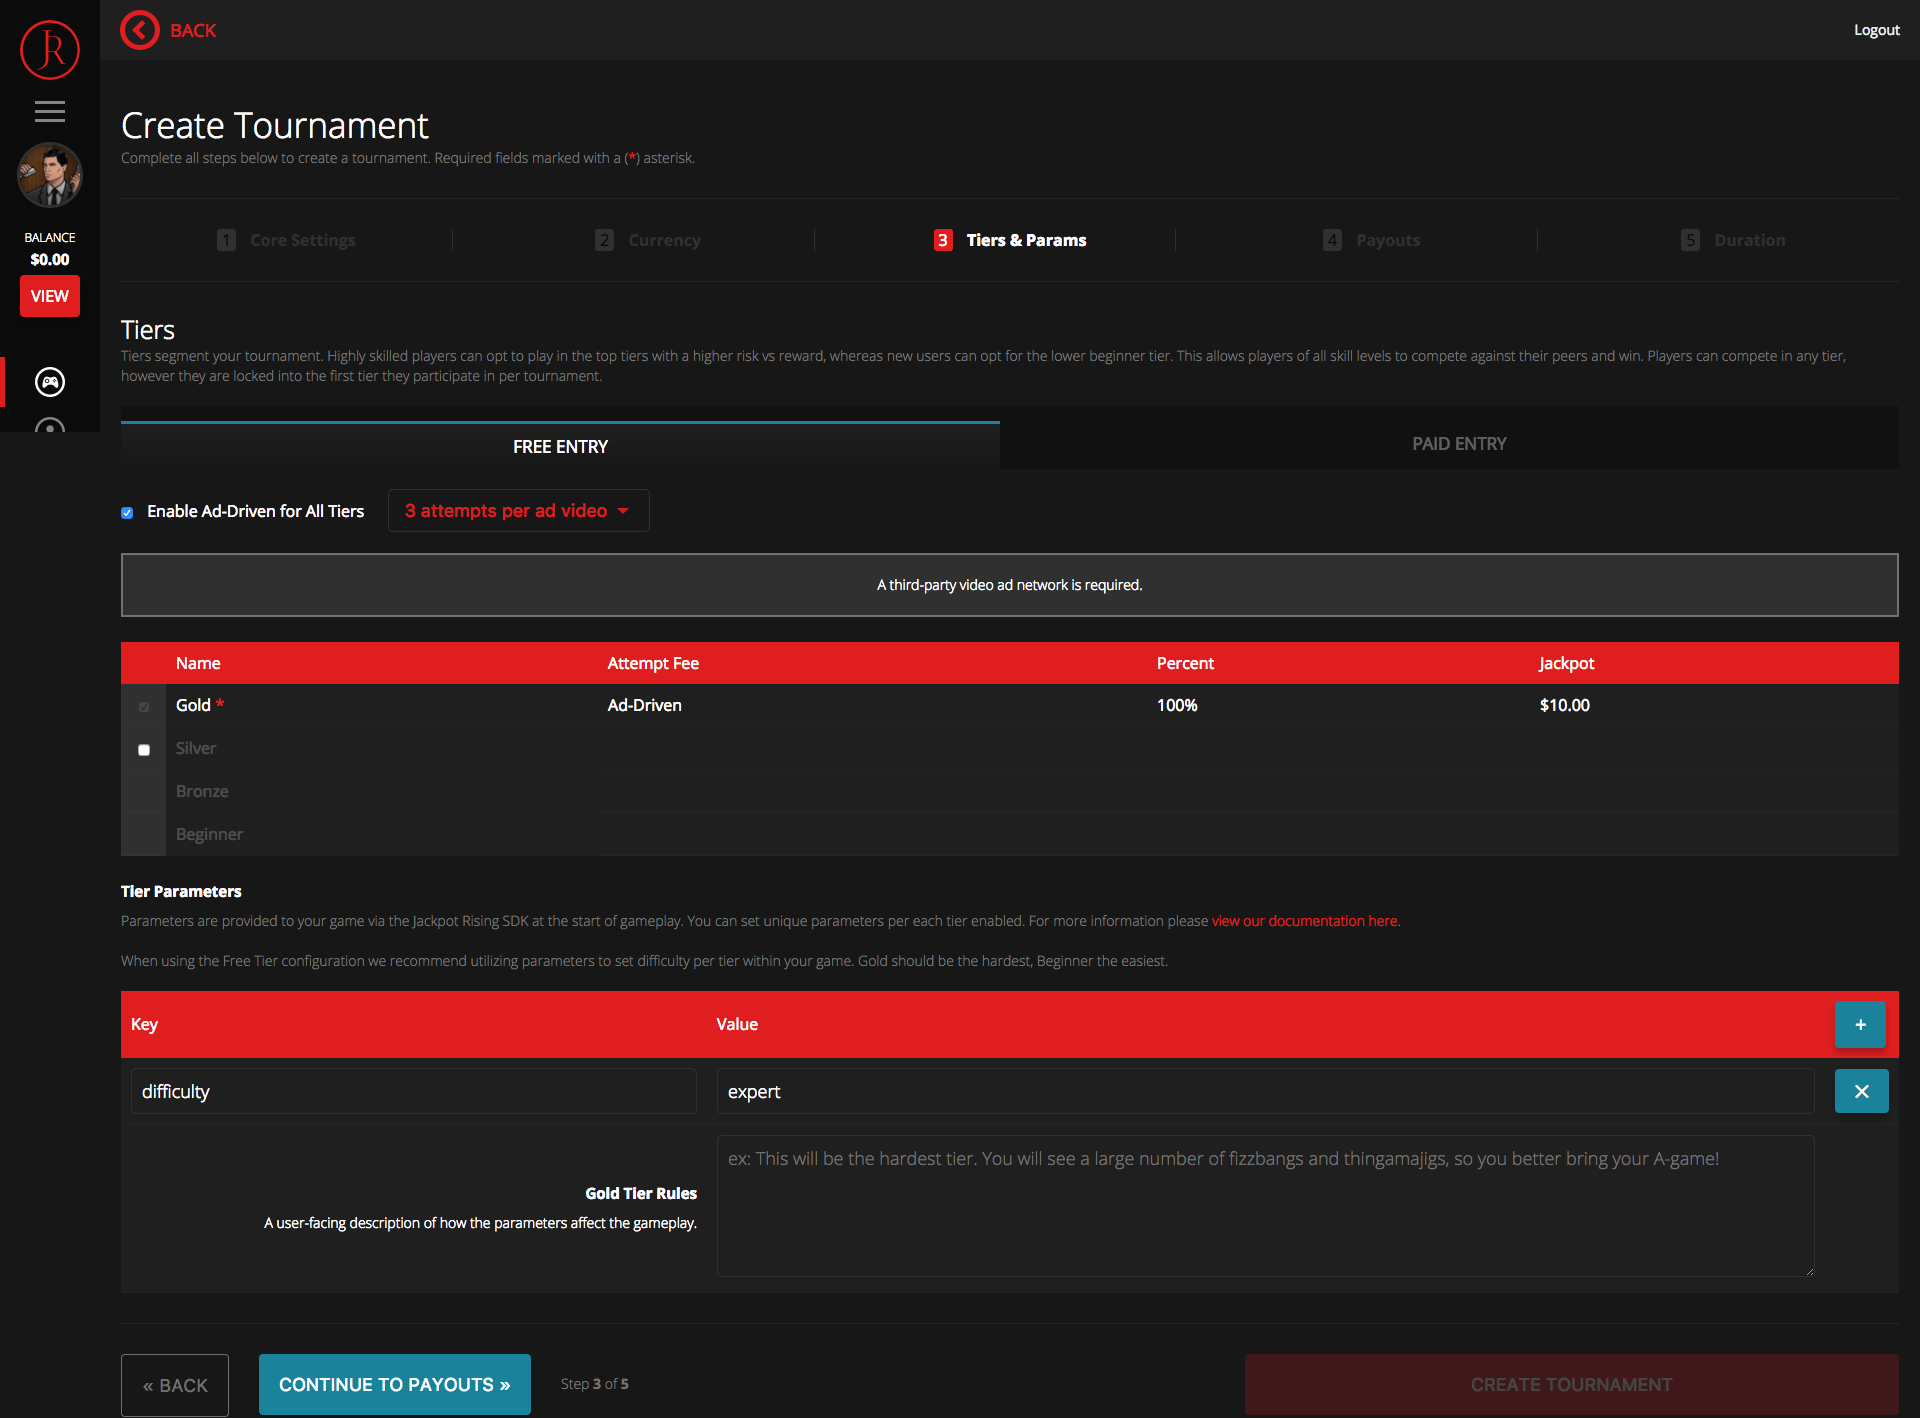 JR
BACK
Logout
BALANCE
$0.00
VIEW
Create Tournament
Complete all steps below to create a tournament. Required fields marked with a (*) asterisk.
1 Core Settings
2 Currency
3 Tiers & Params
4 Payouts
5 Duration
Tiers
Tiers segment your tournament. Highly skilled players can opt to play in the top tiers with a higher risk vs reward, whereas new users can opt for the lower beginner tier. This allows players of all skill levels to compete against their peers and win. Players can compete in any tier,
however they are locked into the first tier they participate in per tournament.
FREE ENTRY
PAID ENTRY
Enable Ad-Driven for All Tiers
3 attempts per ad video
A third-party video ad network is required.
Name Attempt Fee Percent Jackpot
Gold * Ad-Driven 100% $10.00
Silver
Bronze
Beginner
Tier Parameters
Parameters are provided to your game via the Jackpot Rising SDK at the start of gameplay. You can set unique parameters per each tier enabled. For more information please view our documentation here.
When using the Free Tier configuration we recommend utilizing parameters to set difficulty per tier within your game. Gold should be the hardest, Beginner the easiest.
Key Value +
difficulty expert ✕
Gold Tier Rules
A user-facing description of how the parameters affect the gameplay.
ex: This will be the hardest tier. You will see a large number of fizzbangs and thingamajigs, so you better bring your A-game!
« BACK
CONTINUE TO PAYOUTS »
Step 3 of 5
CREATE TOURNAMENT